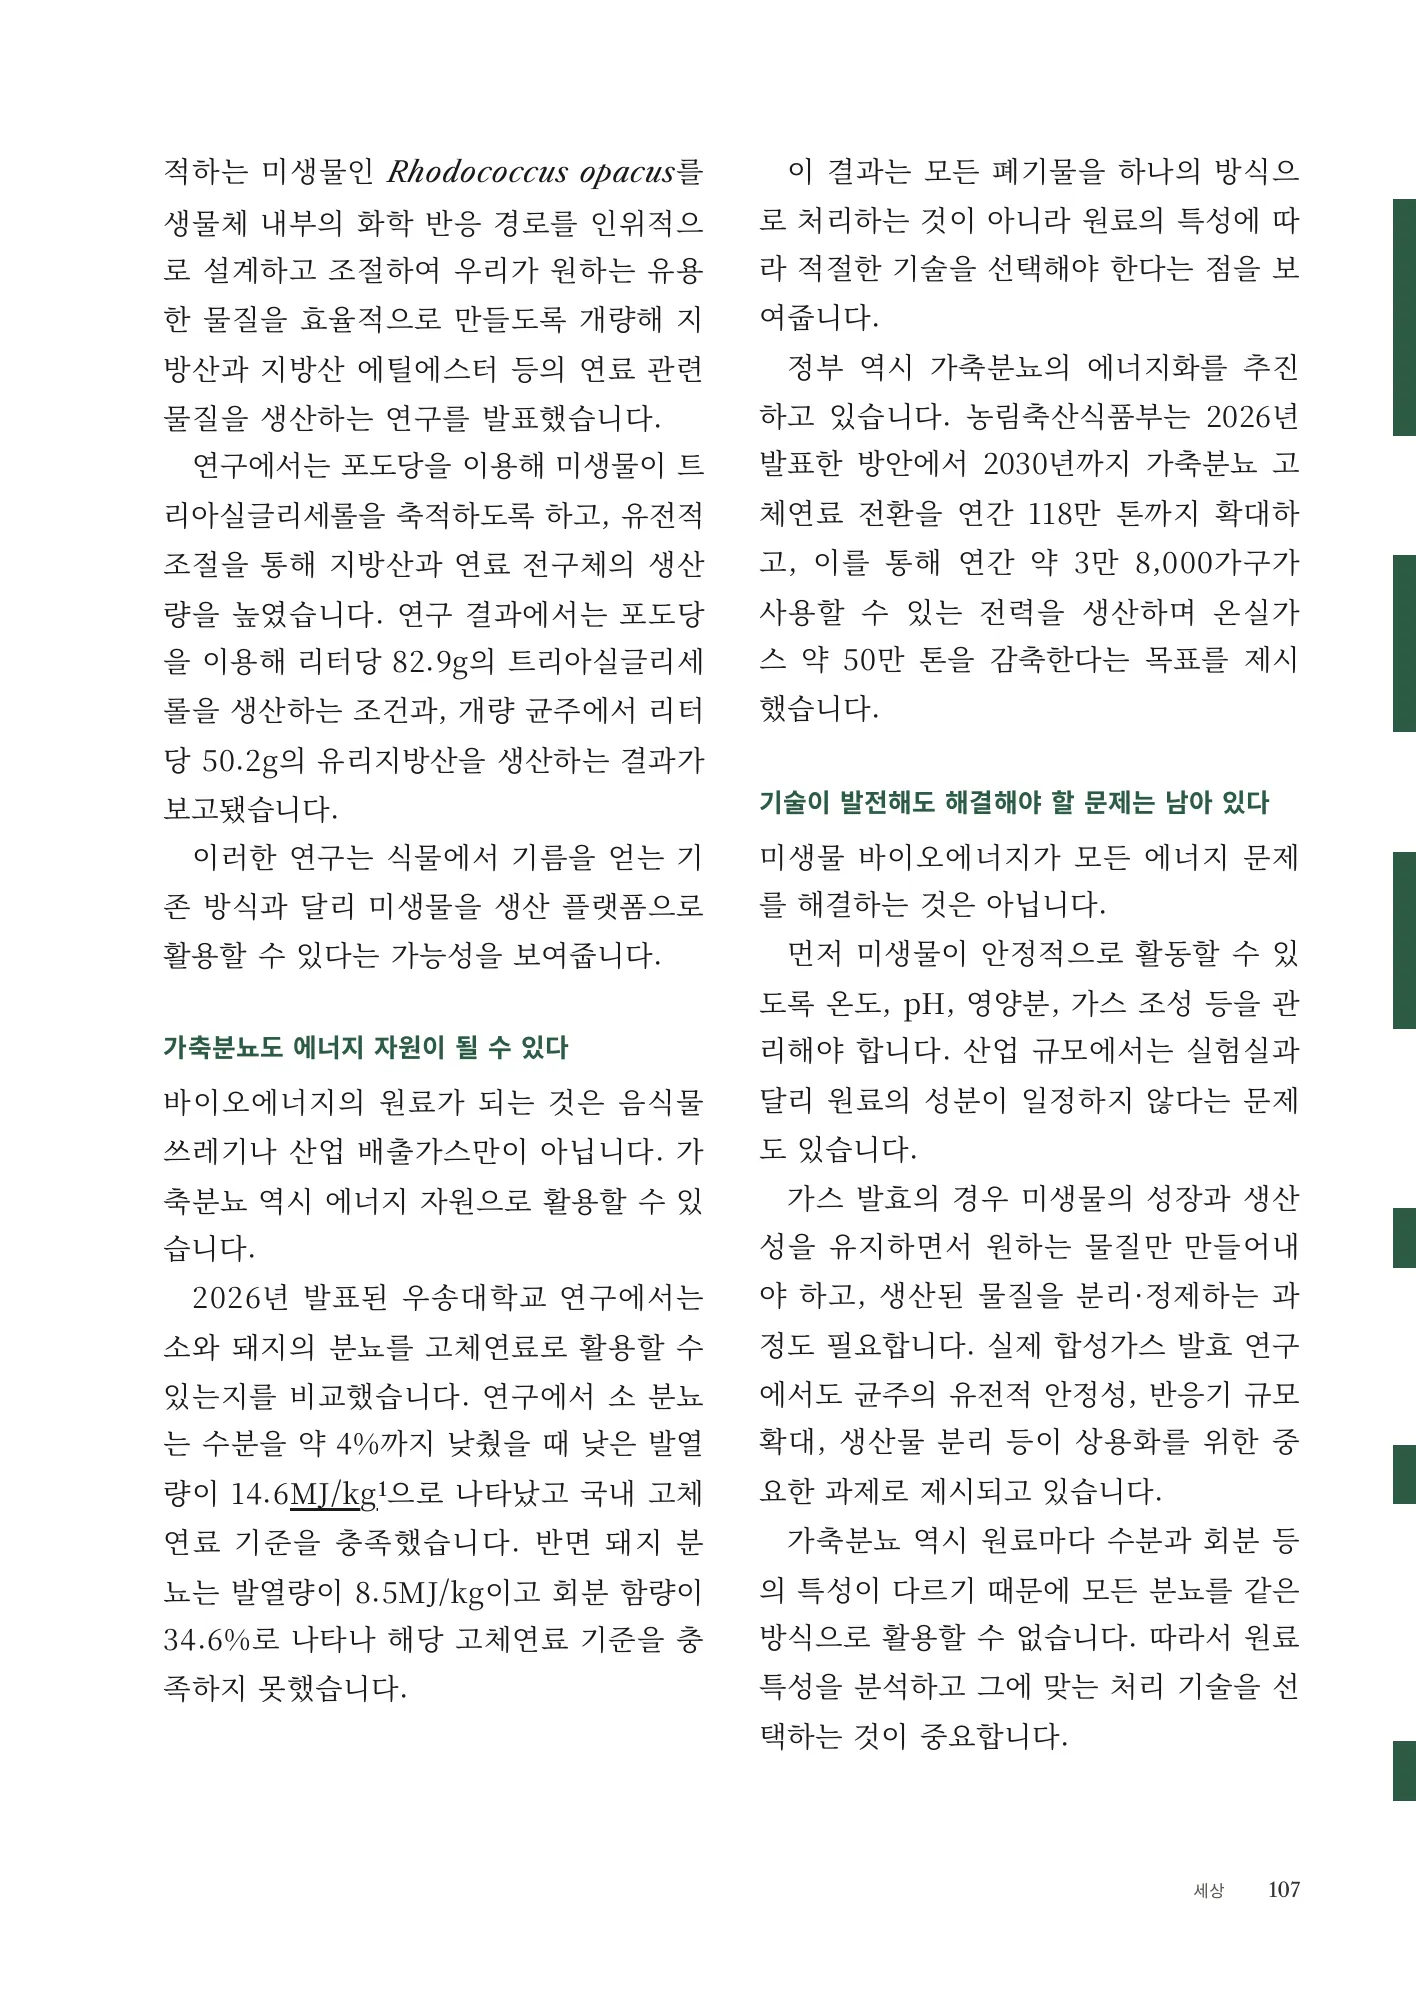 적하는 미생물인 Rhodococcus opacus를
생물체 내부의 화학 반응 경로를 인위적으
로 설계하고 조절하여 우리가 원하는 유용
한 물질을 효율적으로 만들도록 개량해 지
방산과 지방산 에틸에스터 등의 연료 관련
물질을 생산하는 연구를 발표했습니다.
연구에서는 포도당을 이용해 미생물이 트
리아실글리세롤을 축적하도록 하고, 유전적
조절을 통해 지방산과 연료 전구체의 생산
량을 높였습니다. 연구 결과에서는 포도당
을 이용해 리터당 82.9g의 트리아실글리세
롤을 생산하는 조건과, 개량 균주에서 리터
당 50.2g의 유리지방산을 생산하는 결과가
보고됐습니다.
이러한 연구는 식물에서 기름을 얻는 기
존 방식과 달리 미생물을 생산 플랫폼으로
활용할 수 있다는 가능성을 보여줍니다.
가축분뇨도 에너지 자원이 될 수 있다
바이오에너지의 원료가 되는 것은 음식물
쓰레기나 산업 배출가스만이 아닙니다. 가
축분뇨 역시 에너지 자원으로 활용할 수 있
습니다.
2026년 발표된 우송대학교 연구에서는
소와 돼지의 분뇨를 고체연료로 활용할 수
있는지를 비교했습니다. 연구에서 소 분뇨
는 수분을 약 4%까지 낮췄을 때 낮은 발열
량이 14.6MJ/kg¹으로 나타났고 국내 고체
연료 기준을 충족했습니다. 반면 돼지 분
뇨는 발열량이 8.5MJ/kg이고 회분 함량이
34.6%로 나타나 해당 고체연료 기준을 충
족하지 못했습니다.
이 결과는 모든 폐기물을 하나의 방식으
로 처리하는 것이 아니라 원료의 특성에 따
라 적절한 기술을 선택해야 한다는 점을 보
여줍니다.
정부 역시 가축분뇨의 에너지화를 추진
하고 있습니다. 농림축산식품부는 2026년
발표한 방안에서 2030년까지 가축분뇨 고
체연료 전환을 연간 118만 톤까지 확대하
고, 이를 통해 연간 약 3만 8,000가구가
사용할 수 있는 전력을 생산하며 온실가
스 약 50만 톤을 감축한다는 목표를 제시
했습니다.
기술이 발전해도 해결해야 할 문제는 남아 있다
미생물 바이오에너지가 모든 에너지 문제
를 해결하는 것은 아닙니다.
먼저 미생물이 안정적으로 활동할 수 있
도록 온도, pH, 영양분, 가스 조성 등을 관
리해야 합니다. 산업 규모에서는 실험실과
달리 원료의 성분이 일정하지 않다는 문제
도 있습니다.
가스 발효의 경우 미생물의 성장과 생산
성을 유지하면서 원하는 물질만 만들어내
야 하고, 생산된 물질을 분리·정제하는 과
정도 필요합니다. 실제 합성가스 발효 연구
에서도 균주의 유전적 안정성, 반응기 규모
확대, 생산물 분리 등이 상용화를 위한 중
요한 과제로 제시되고 있습니다.
가축분뇨 역시 원료마다 수분과 회분 등
의 특성이 다르기 때문에 모든 분뇨를 같은
방식으로 활용할 수 없습니다. 따라서 원료
특성을 분석하고 그에 맞는 처리 기술을 선
택하는 것이 중요합니다.
세상 107